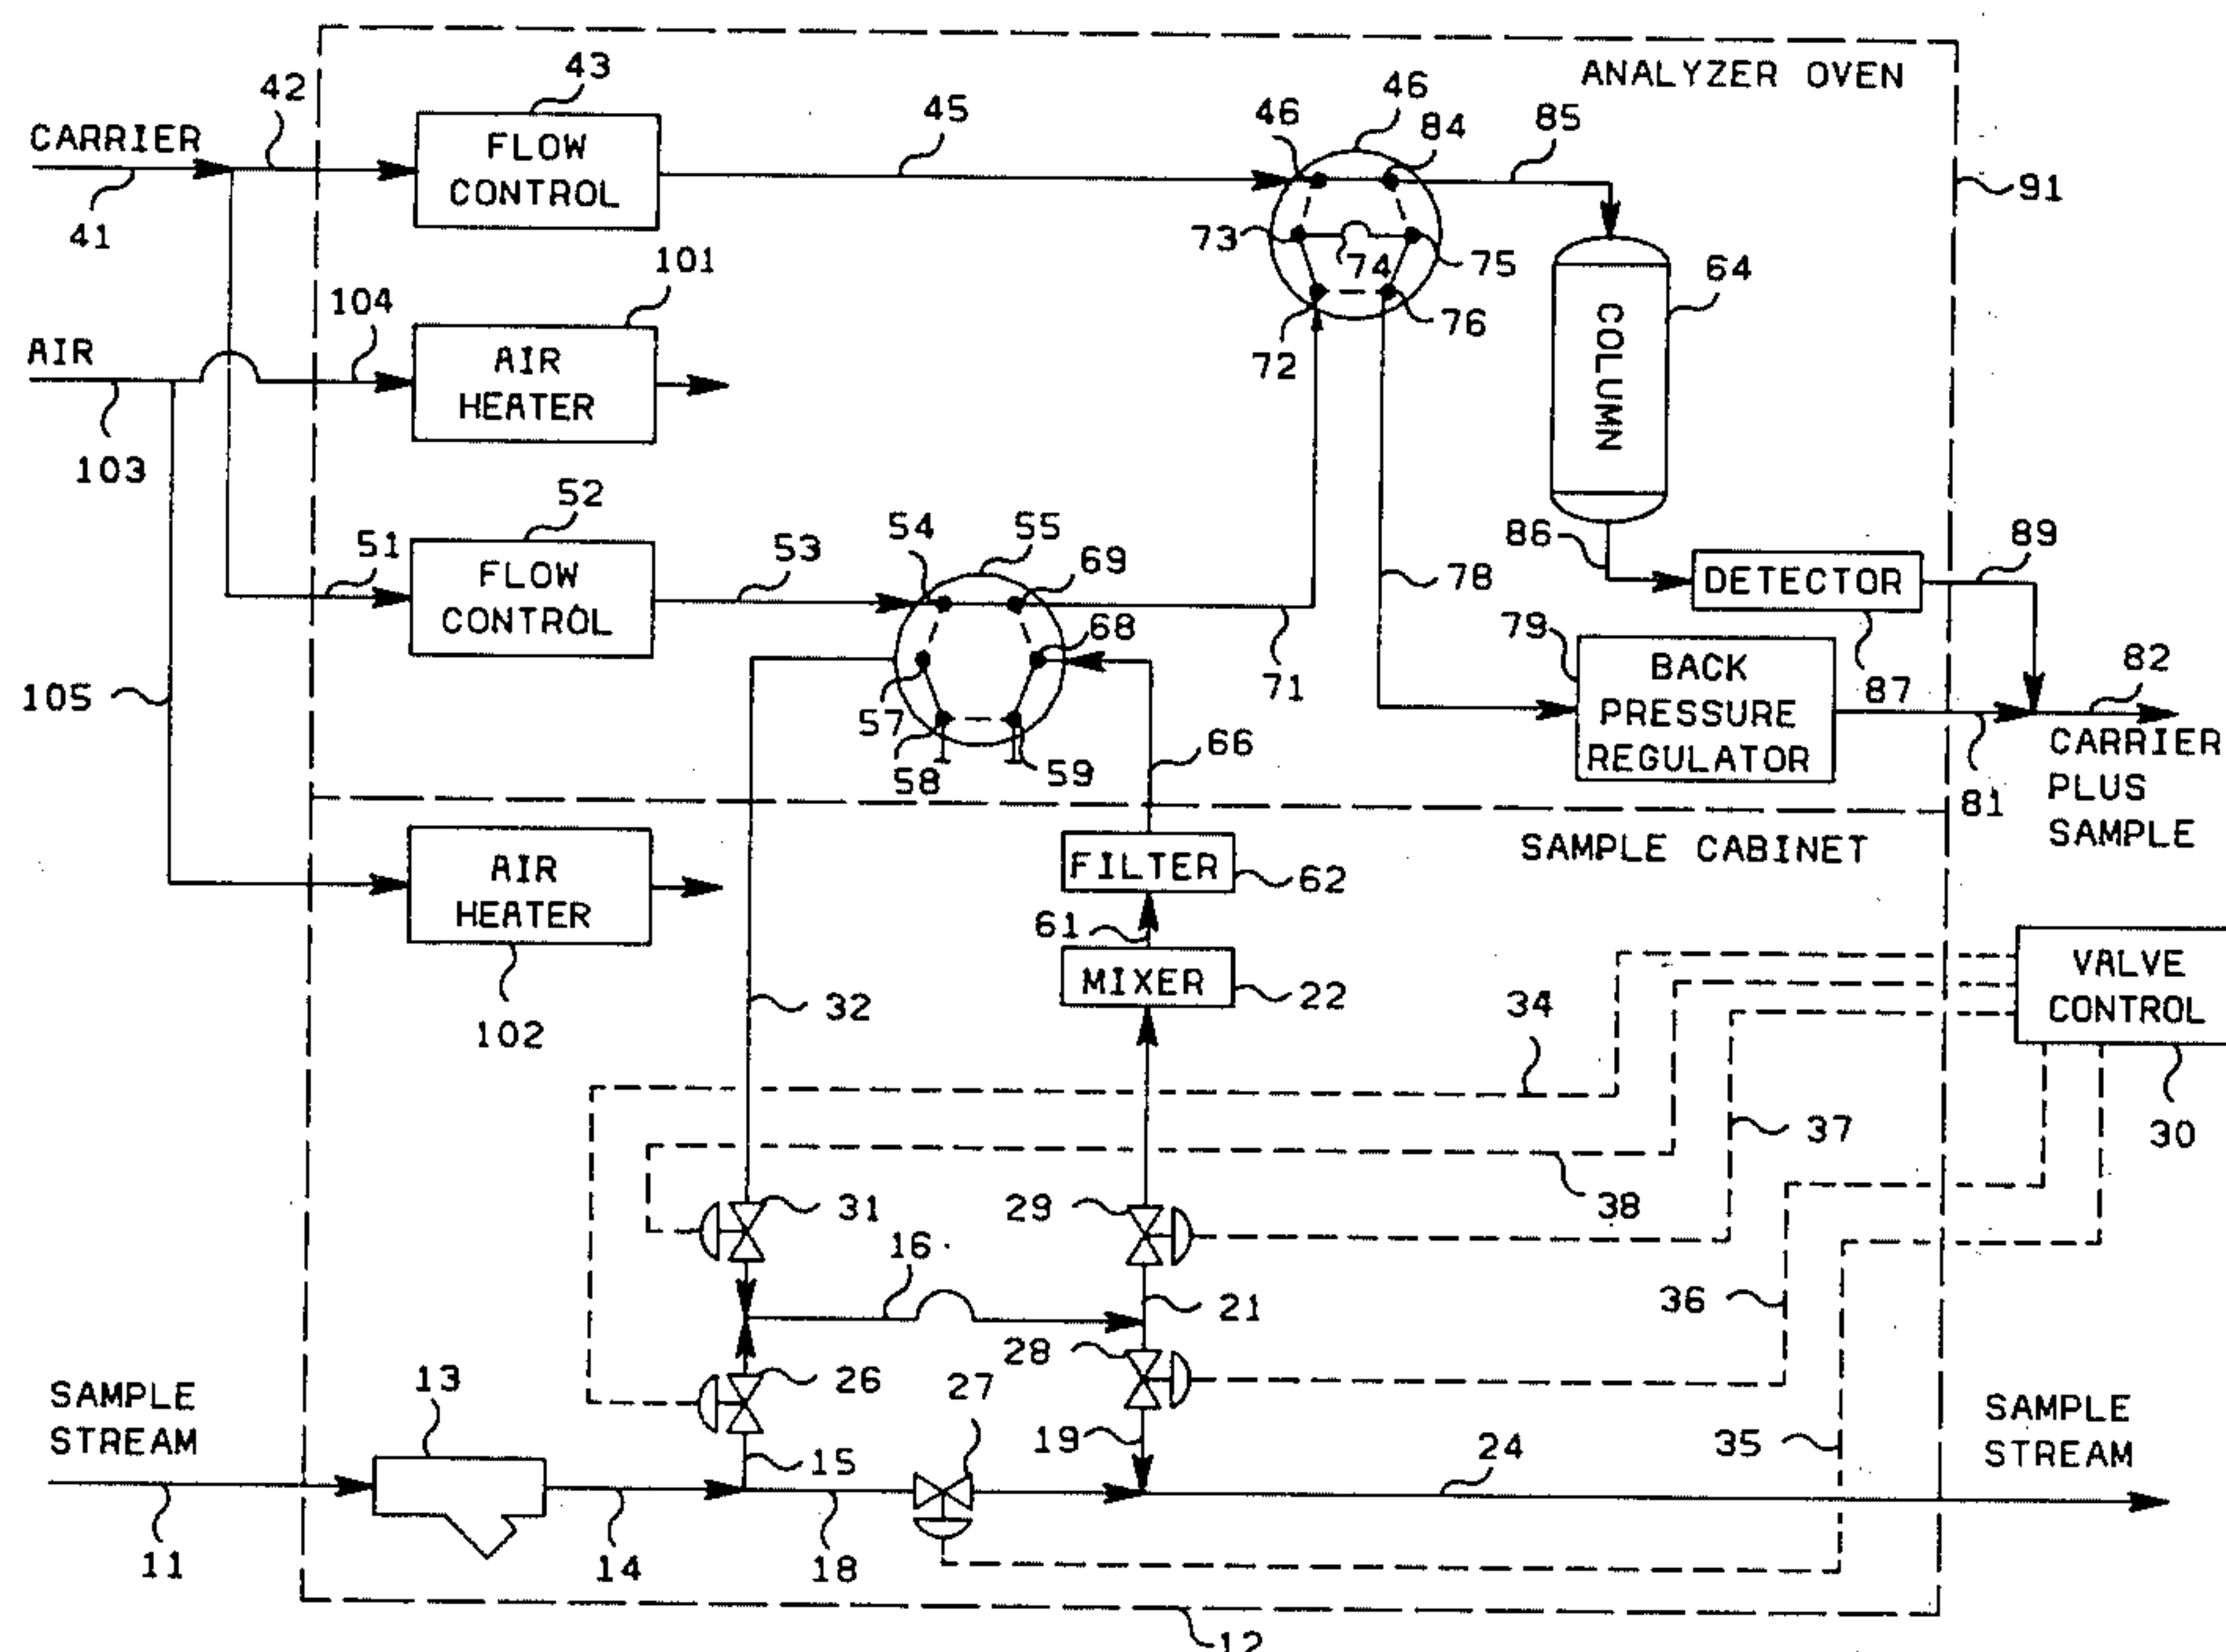 ANALYZER OVEN
43
42
FLOW
CONTROL
45
46
46
84
85
CARRIER
41
91
73
74
75
76
72
64
COLUMN
101
104
AIR
AIR
HEATER
103
52
51
FLOW
CONTROL
53
54
55
69
68
71
78
86
DETECTOR
89
87
79
BACK
PRESSURE
REGULATOR
82
81
CARRIER
PLUS
SAMPLE
105
57
58
59
66
SAMPLE CABINET
AIR
HEATER
102
FILTER
62
61
MIXER
22
32
VALVE
CONTROL
30
34
37
38
31
29
16
21
36
28
26
27
SAMPLE
STREAM
13
15
19
24
35
SAMPLE
STREAM
11
14
18
12